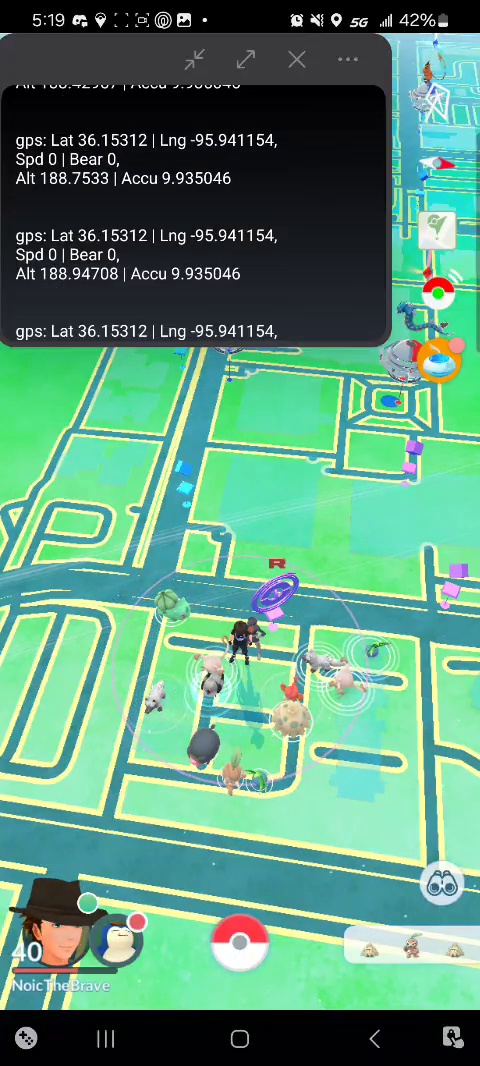 5:19
5G
42%
Alt 188.42967 | Accu 9.935046
gps: Lat 36.15312 | Lng -95.941154,
Spd 0 | Bear 0,
Alt 188.7533 | Accu 9.935046
gps: Lat 36.15312 | Lng -95.941154,
Spd 0 | Bear 0,
Alt 188.94708 | Accu 9.935046
gps: Lat 36.15312 | Lng -95.941154,
R
40
NoicTheBrave